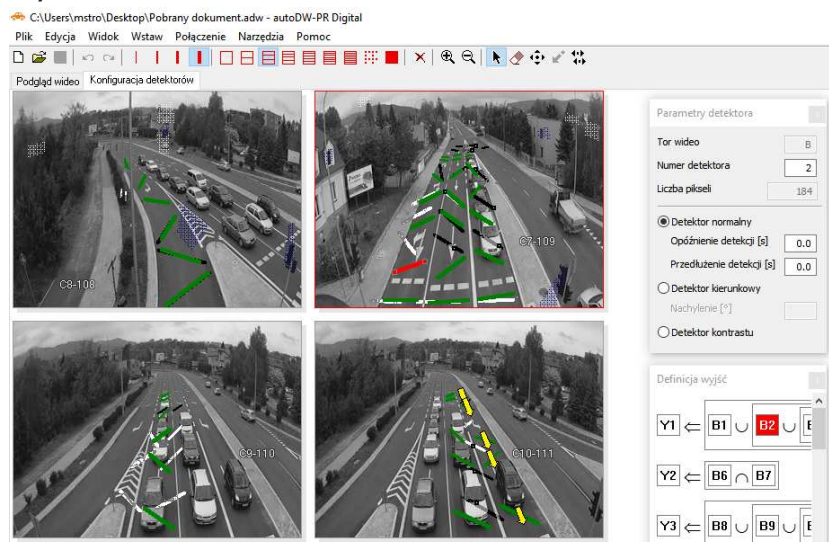 C:\Users\mstro\Desktop\Pobrany dokument.adw - autoDW-PR Digital
Plik Edycja Widok Wstaw Połączenie Narzędzia Pomoc
Podgląd wideo Konfiguracja detektorów
C8-108
C7-109
C9-110
C10-111
Parametry detektora
Tor wideo B
Numer detektora 2
Liczba pikseli 184
Detektor normalny
Opóźnienie detekcji [s] 0.0
Przedłużenie detekcji [s] 0.0
Detektor kierunkowy
Nachylenie [°]
Detektor kontrastu
Definicja wyjść
Y1 ⇐ B1 ∪ B2 ∪
Y2 ⇐ B6 ∩ B7
Y3 ⇐ B8 ∪ B9 ∪